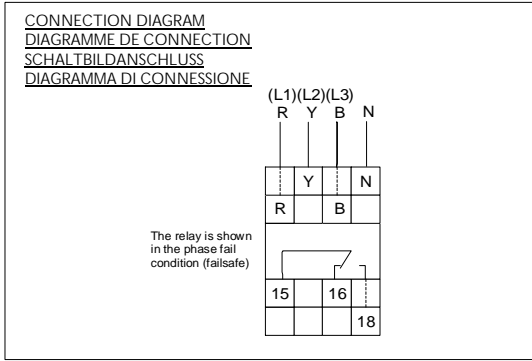 CONNECTION DIAGRAM
DIAGRAMME DE CONNECTION
SCHALTBILDANSCHLUSS
DIAGRAMMA DI CONNESSIONE
(L1)(L2)(L3)
R Y B N
Y N
R B
The relay is shown
in the phase fail
condition (failsafe)
15 16
18